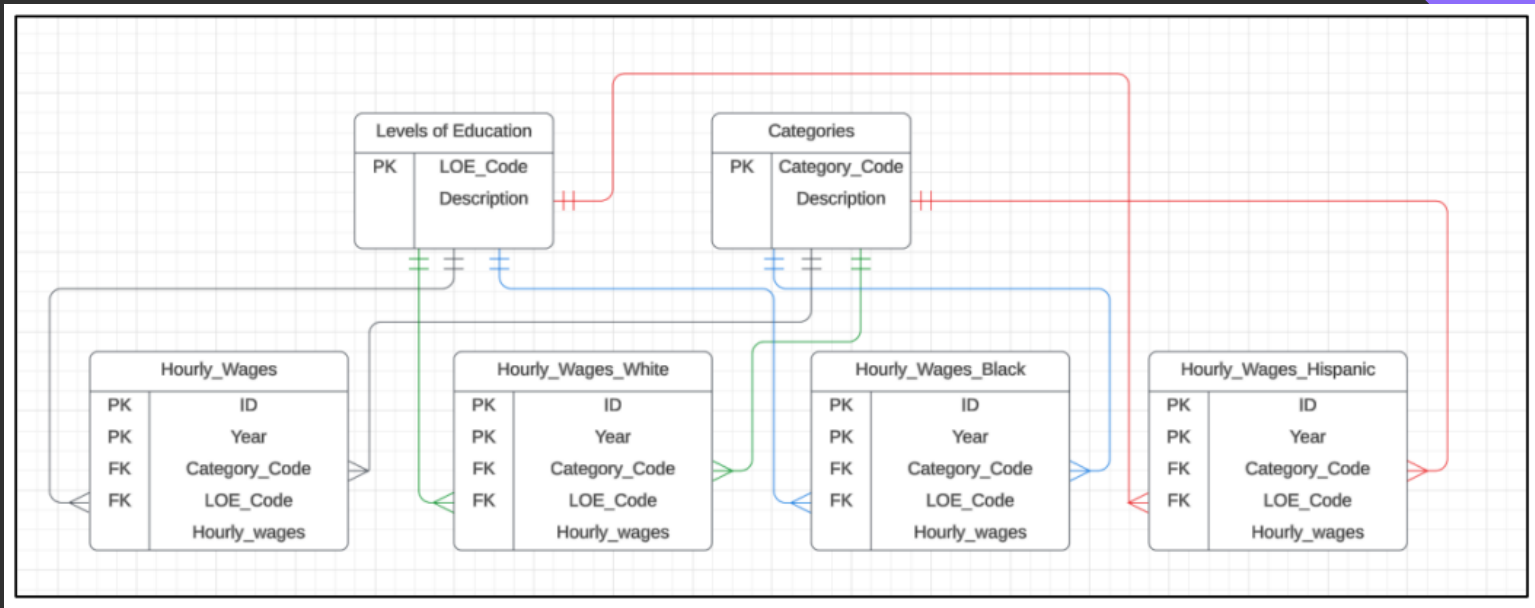 Levels of Education
PK LOE_Code
Description
Categories
PK Category_Code
Description
Hourly_Wages
PK ID
PK Year
FK Category_Code
FK LOE_Code
Hourly_wages
Hourly_Wages_White
PK ID
PK Year
FK Category_Code
FK LOE_Code
Hourly_wages
Hourly_Wages_Black
PK ID
PK Year
FK Category_Code
FK LOE_Code
Hourly_wages
Hourly_Wages_Hispanic
PK ID
PK Year
FK Category_Code
FK LOE_Code
Hourly_wages